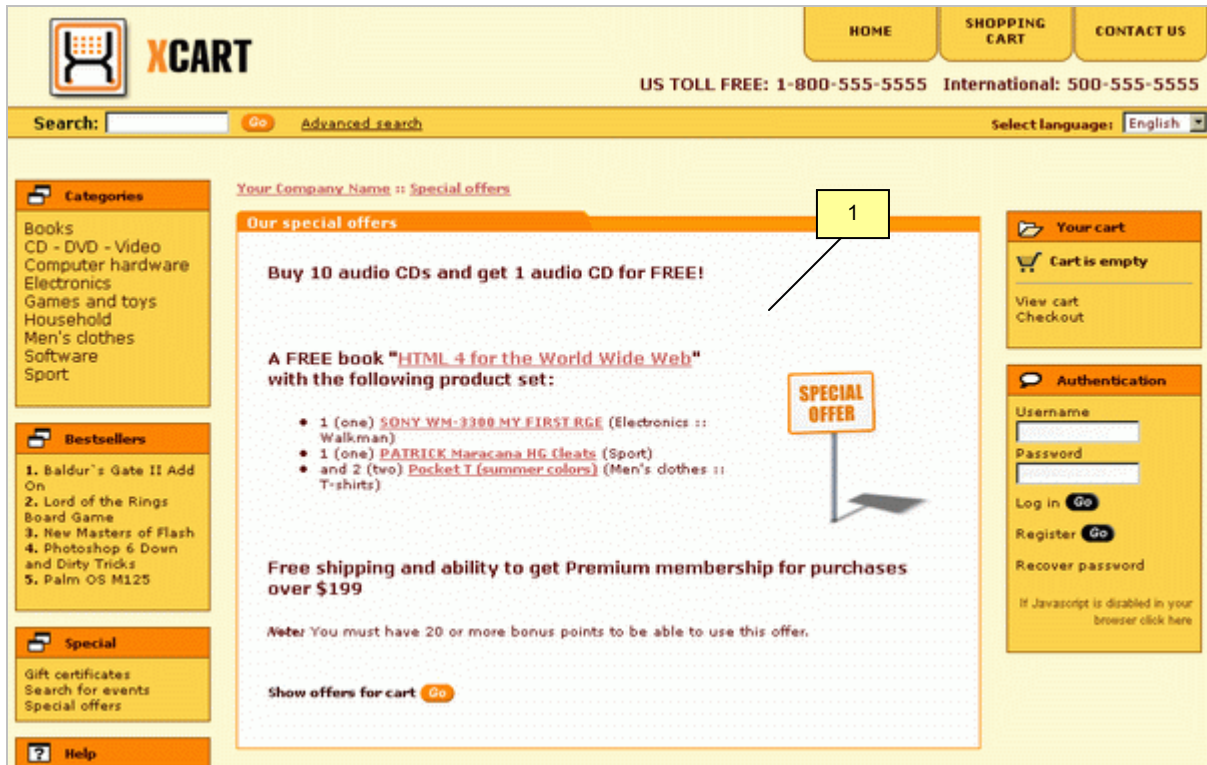 XCART
HOME
SHOPPING
CART
CONTACT US
US TOLL FREE: 1-800-555-5555 International: 500-555-5555
Search:
Go
Advanced search
Select language:
English
Categories
Books
CD - DVD - Video
Computer hardware
Electronics
Games and toys
Household
Men's clothes
Software
Sport
Bestsellers
1. Baldur`s Gate II Add
On
2. Lord of the Rings
Board Game
3. New Masters of Flash
4. Photoshop 6 Down
and Dirty Tricks
5. Palm OS M125
Special
Gift certificates
Search for events
Special offers
? Help
Your Company Name :: Special offers
Our special offers
1
Buy 10 audio CDs and get 1 audio CD for FREE!
A FREE book "HTML 4 for the World Wide Web"
with the following product set:
• 1 (one) SONY WM-3300 MY FIRST RGE (Electronics ::
Walkman)
• 1 (one) PATRICK Maracana HG Cleats (Sport)
• and 2 (two) Pocket T (summer colors) (Men's clothes ::
T-shirts)
SPECIAL
OFFER
Free shipping and ability to get Premium membership for purchases
over $199
Note: You must have 20 or more bonus points to be able to use this offer.
Show offers for cart Go
Your cart
Cart is empty
View cart
Checkout
Authentication
Username
Password
Log in Go
Register Go
Recover password
If Javascript is disabled in your
browser click here